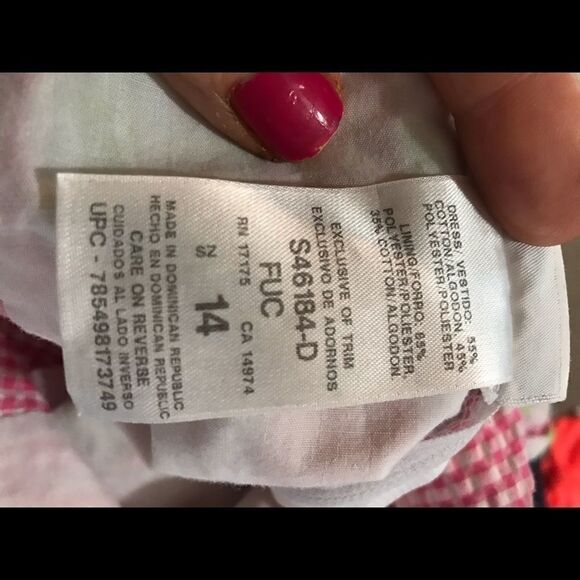 DRESS: VESTIDO: 55%
COTTON/ALGODON 45%
POLYESTER/POLIESTER
LINING/FORRO: 65%
POLYESTER/POLIESTER,
35% COTTON/ALGODON
EXCLUSIVE OF TRIM
EXCLUSIVO DE ADORNOS
S46184-D
FUC
RN 17175 CA 14974
14
MADE IN DOMINICAN REPUBLIC
HECHO EN DOMINICAN REPUBLIC
CARE ON REVERSE
CUIDADOS AL LADO INVERSO
UPC - 785498173749